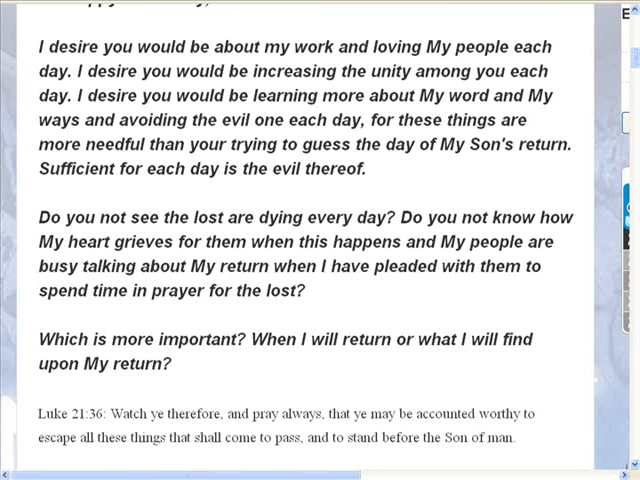 I desire you would be about my work and loving My people each
day. I desire you would be increasing the unity among you each
day. I desire you would be learning more about My word and My
ways and avoiding the evil one each day, for these things are
more needful than your trying to guess the day of My Son's return.
Sufficient for each day is the evil thereof.
Do you not see the lost are dying every day? Do you not know how
My heart grieves for them when this happens and My people are
busy talking about My return when I have pleaded with them to
spend time in prayer for the lost?
Which is more important? When I will return or what I will find
upon My return?
Luke 21:36: Watch ye therefore, and pray always, that ye may be accounted worthy to
escape all these things that shall come to pass, and to stand before the Son of man.